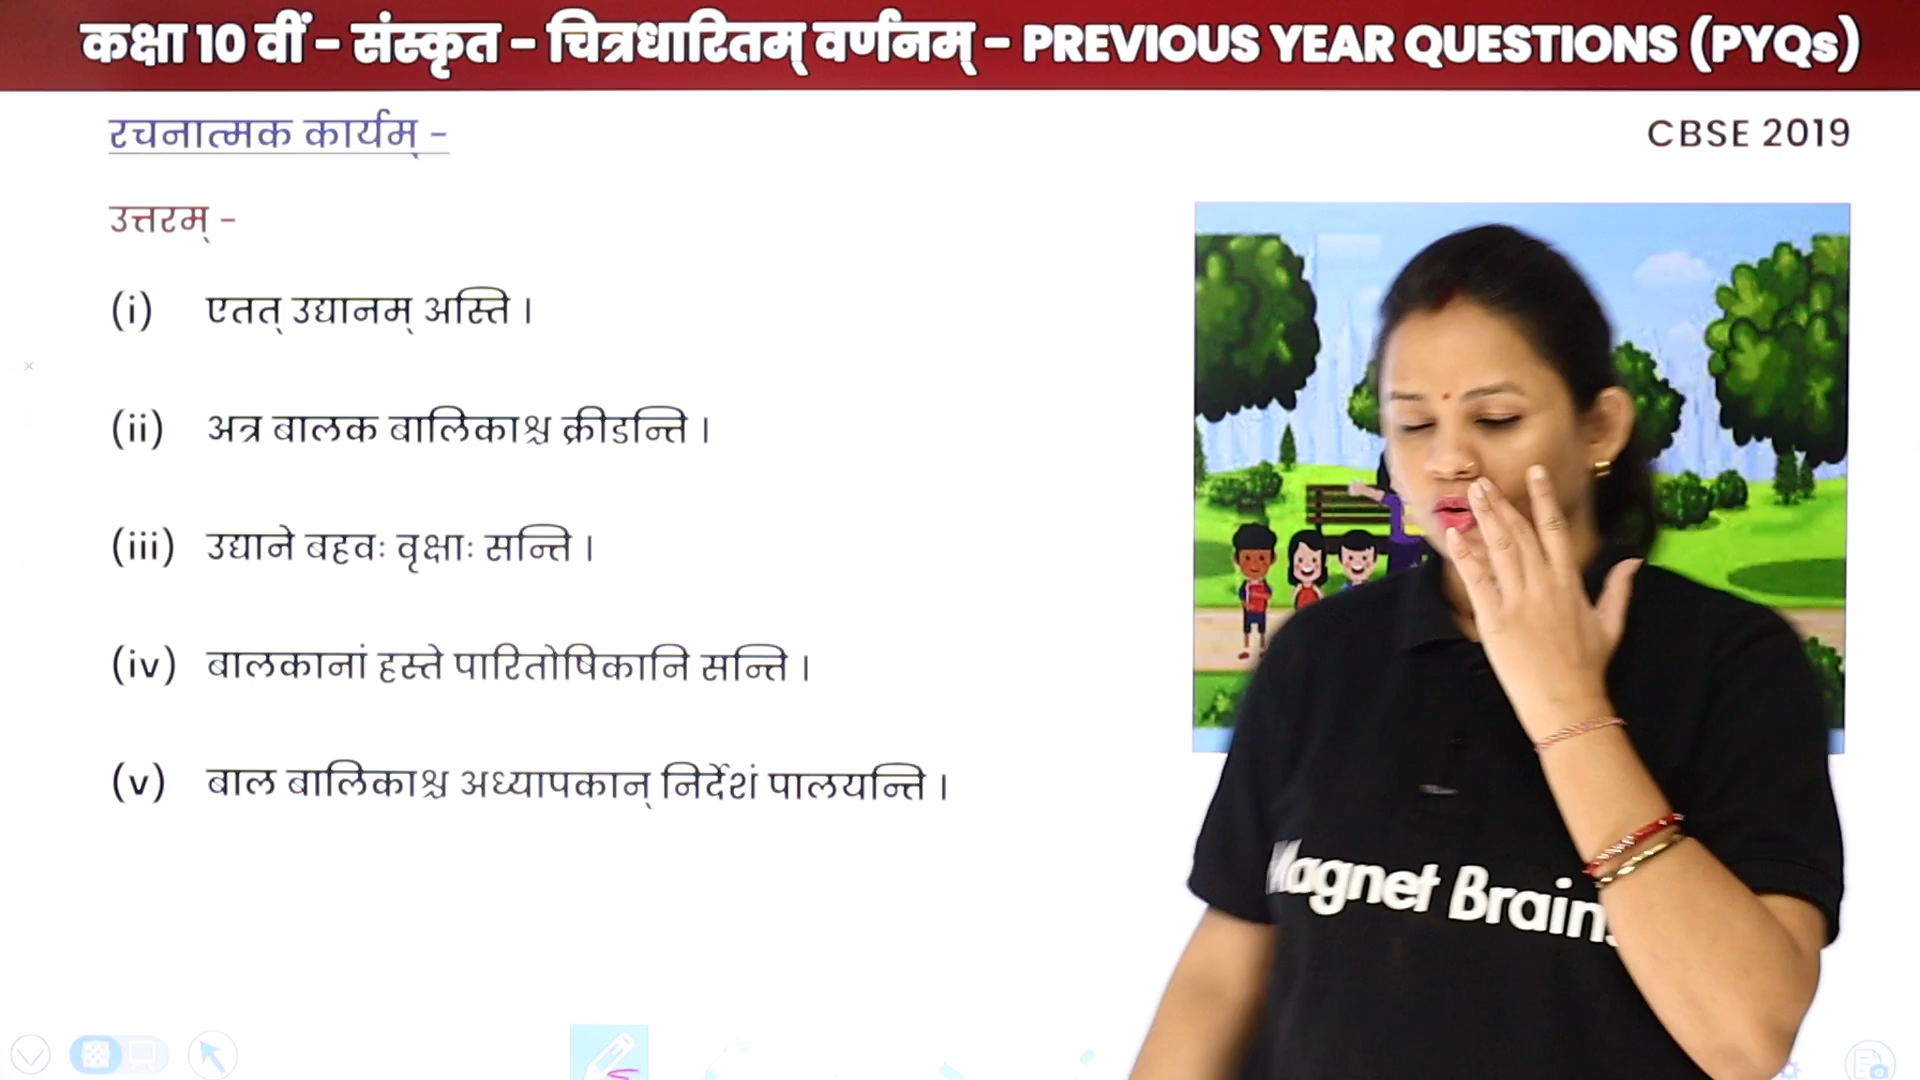 कक्षा 10 वीं - संस्कृत - चित्रधारितम् वर्णनम् - PREVIOUS YEAR QUESTIONS (PYQs)
रचनात्मक कार्यम् -
CBSE 2019
उत्तरम् -
(i) एतत् उद्यानम् अस्ति ।
(ii) अत्र बालक बालिकाश्च क्रीडन्ति ।
(iii) उद्याने बहवः वृक्षाः सन्ति ।
(iv) बालकानां हस्ते पारितोषिकानि सन्ति ।
(v) बाल बालिकाश्च अध्यापकान् निर्देशं पालयन्ति ।
Magnet Brains